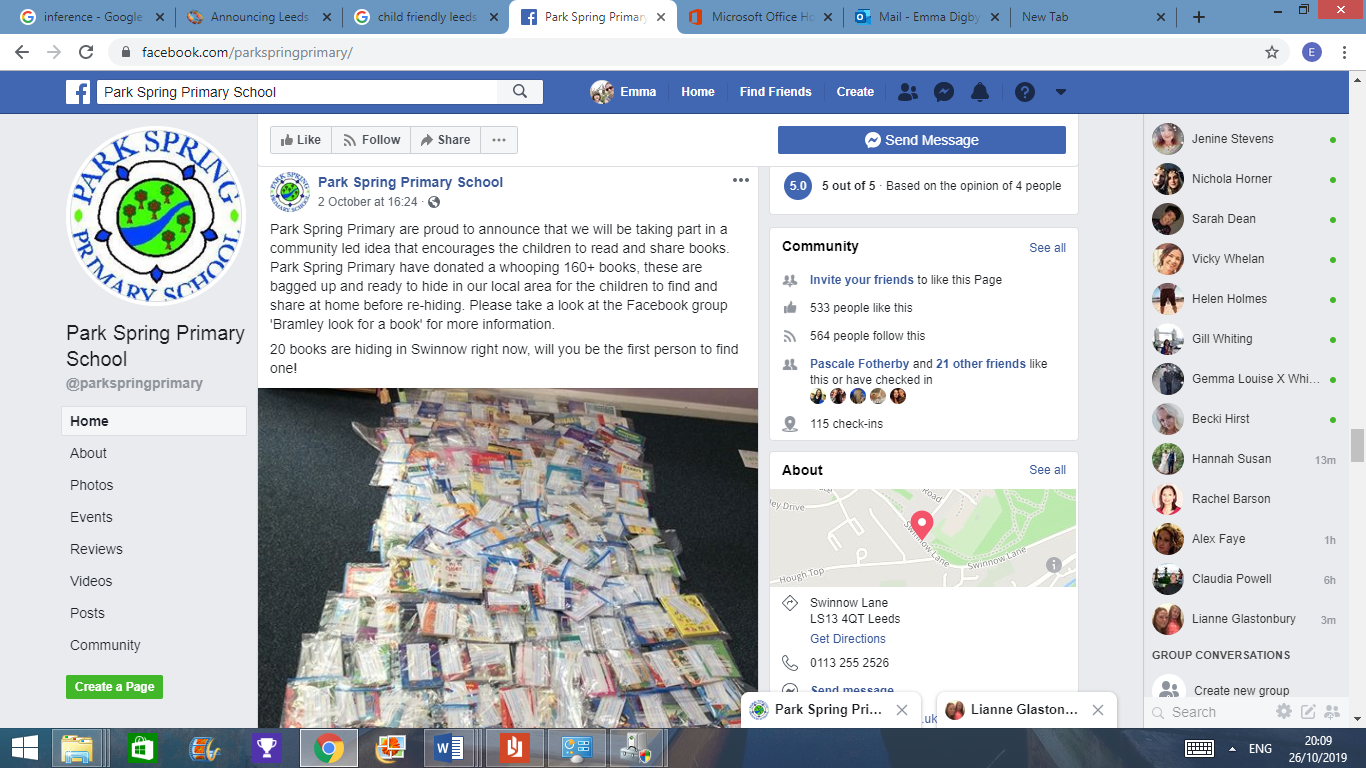 inference - Google
Announcing Leeds
child friendly leeds
Park Spring Primary
Microsoft Office Ho
Mail - Emma Digby
New Tab
facebook.com/parkspringprimary/
E
Park Spring Primary School
Emma
Home
Find Friends
Create
PARK SPRING
PRIMARY SCHOOL
Park Spring Primary
School
@parkspringprimary
Home
About
Photos
Events
Reviews
Videos
Posts
Community
Create a Page
Like
Follow
Share
Send Message
Park Spring Primary School
2 October at 16:24 ·
Park Spring Primary are proud to announce that we will be taking part in a
community led idea that encourages the children to read and share books.
Park Spring Primary have donated a whooping 160+ books, these are
bagged up and ready to hide in our local area for the children to find and
share at home before re-hiding. Please take a look at the Facebook group
'Bramley look for a book' for more information.
20 books are hiding in Swinnow right now, will you be the first person to find
one!
5.0
5 out of 5 · Based on the opinion of 4 people
Community
See all
Invite your friends to like this Page
533 people like this
564 people follow this
Pascale Fotherby and 21 other friends like
this or have checked in
115 check-ins
About
See all
ley Drive
Road
Swinnow Lane
Swinnow Lane
Hough Top
Swinnow Lane
LS13 4QT Leeds
Get Directions
0113 255 2526
Send message
.uk
Park Spring Pri...
Lianne Glaston...
Jenine Stevens
Nichola Horner
Sarah Dean
Vicky Whelan
Helen Holmes
Gill Whiting
Gemma Louise X Whi...
Becki Hirst
Hannah Susan 13m
Rachel Barson
Alex Faye 1h
Claudia Powell 6h
Lianne Glastonbury 3m
GROUP CONVERSATIONS
Create new group
Search
ENG
20:09
26/10/2019